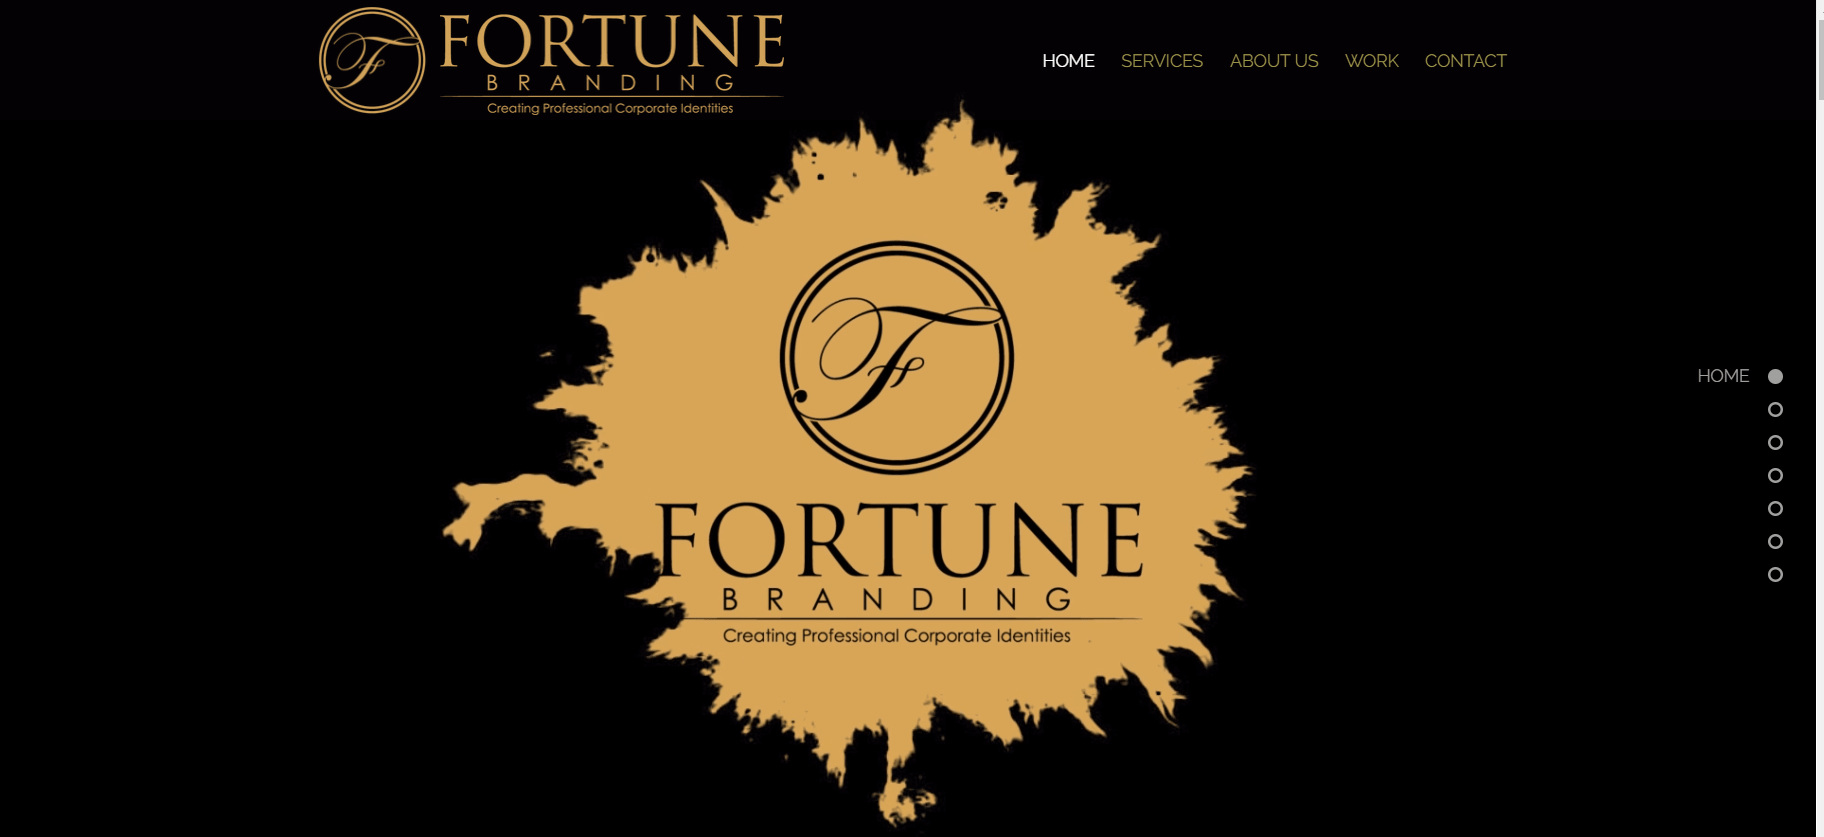 FORTUNE
BRANDING
Creating Professional Corporate Identities
HOME SERVICES ABOUT US WORK CONTACT
F
FORTUNE
BRANDING
Creating Professional Corporate Identities
HOME